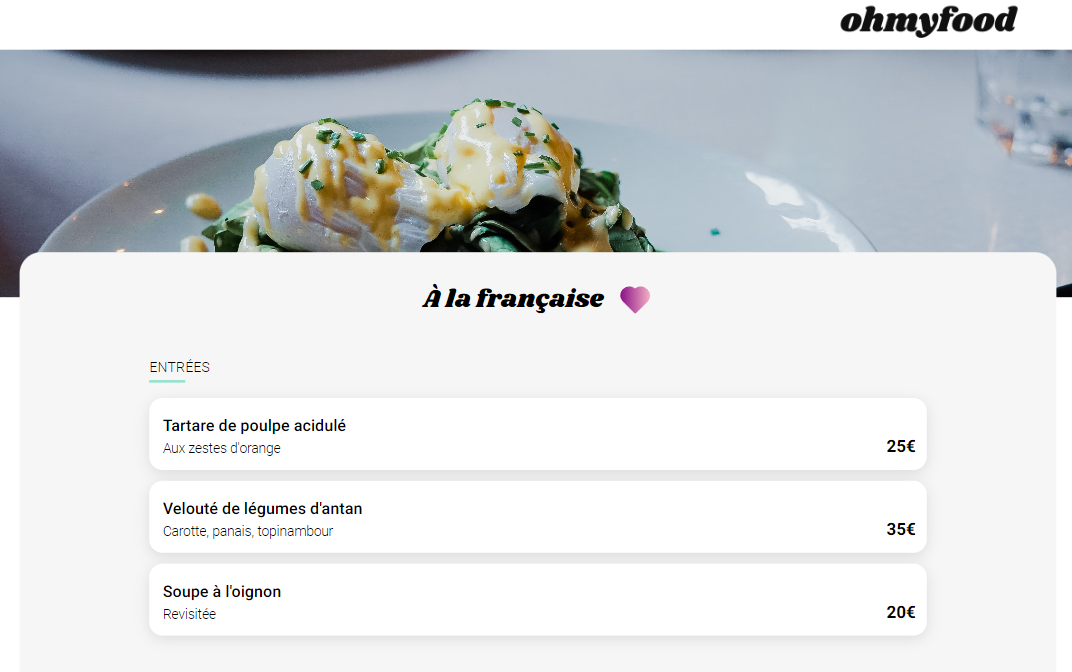 ohmyfood
À la française
ENTRÉES
Tartare de poulpe acidulé
Aux zestes d'orange
25€
Velouté de légumes d'antan
Carotte, panais, topinambour
35€
Soupe à l'oignon
Revisitée
20€